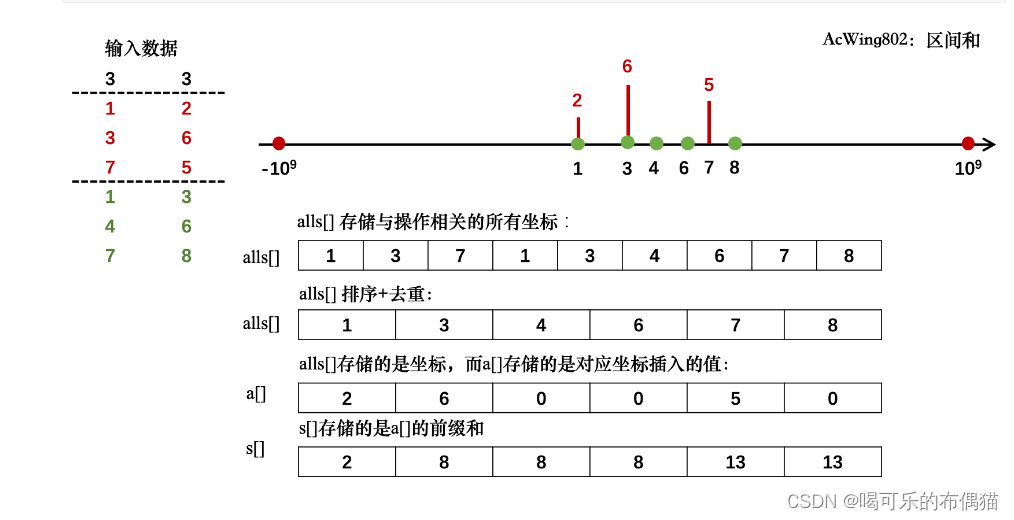 AcWing802：区间和
输入数据
3 3
1 2
3 6
7 5
1 3
4 6
7 8
2 6 5
-10⁹ 1 3 4 6 7 8 10⁹
alls[] 存储与操作相关的所有坐标：
alls[] 1 3 7 1 3 4 6 7 8
alls[] 排序+去重：
alls[] 1 3 4 6 7 8
alls[]存储的是坐标，而a[]存储的是对应坐标插入的值：
a[] 2 6 0 0 5 0
s[]存储的是a[]的前缀和
s[] 2 8 8 8 13 13
CSDN @喝可乐的布偶猫